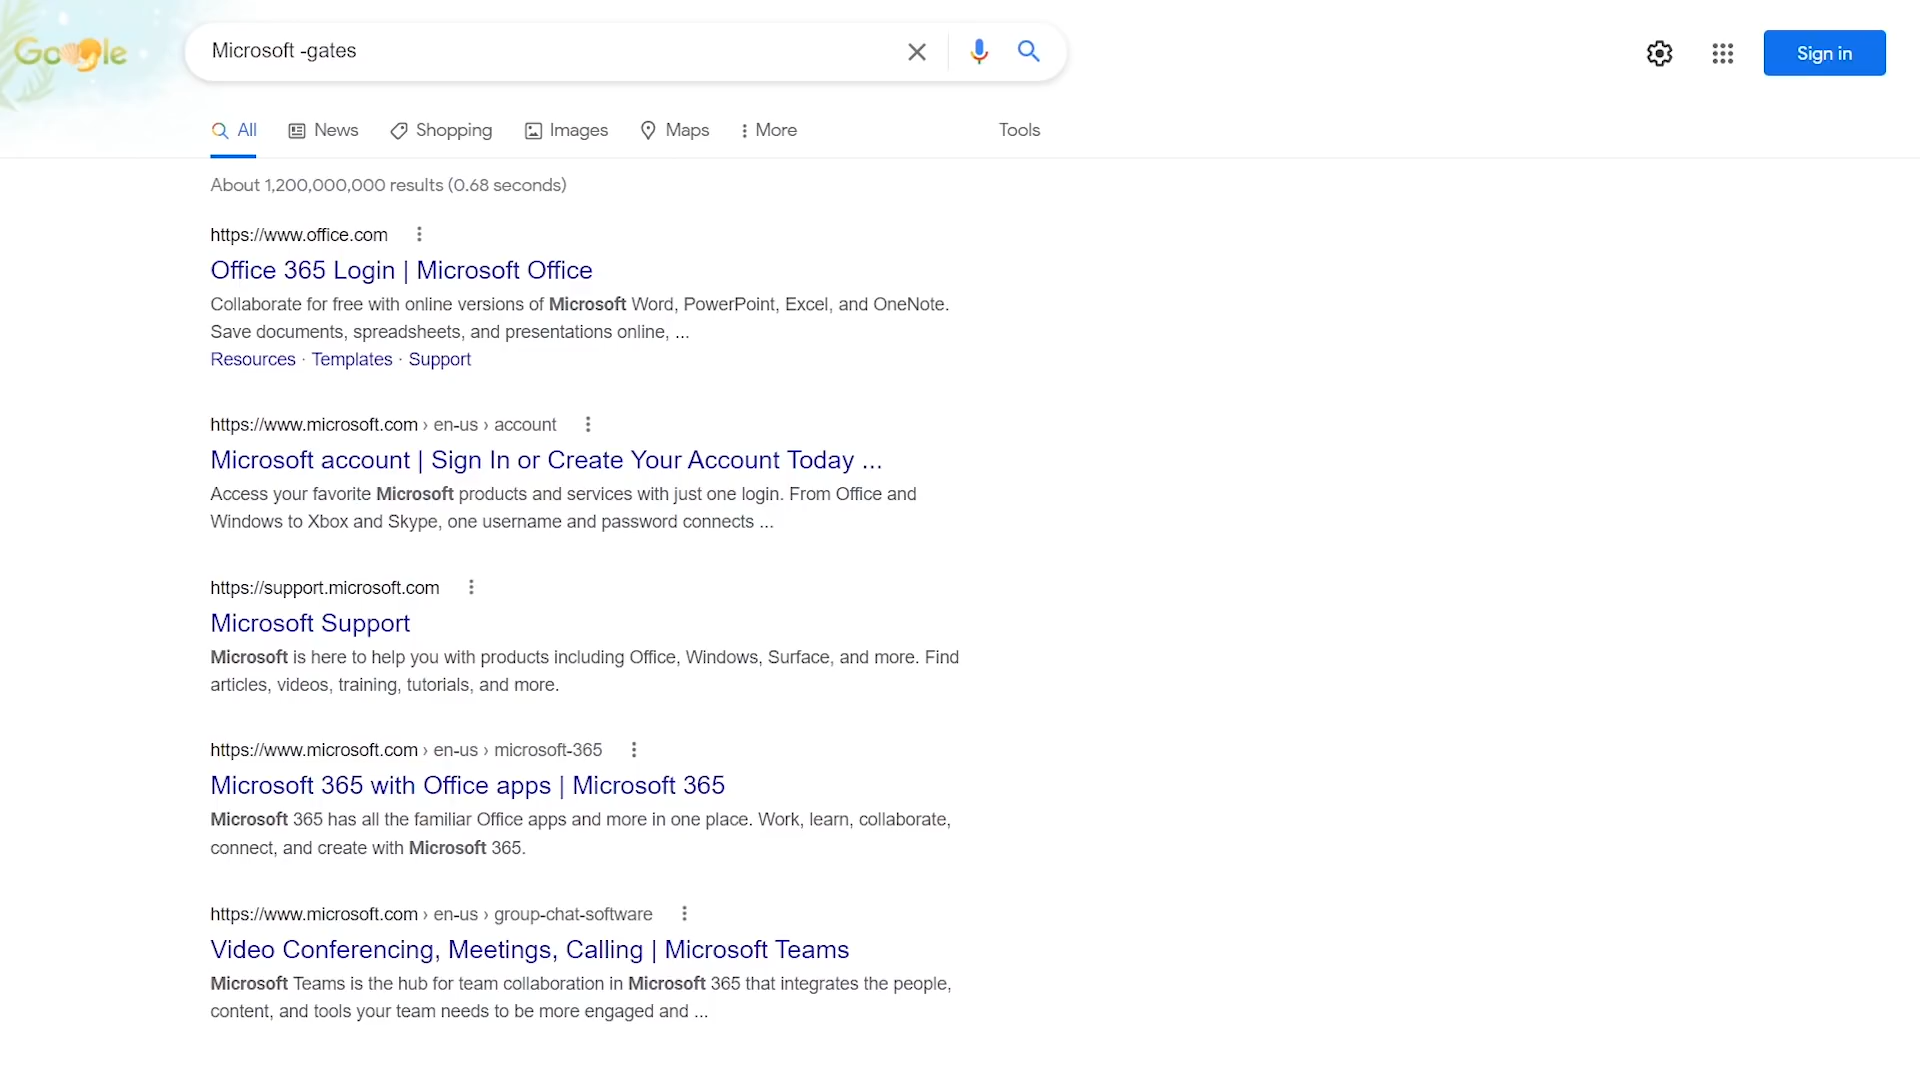 Google
Microsoft -gates
Sign in
All News Shopping Images Maps More Tools
About 1,200,000,000 results (0.68 seconds)
https://www.office.com
Office 365 Login | Microsoft Office
Collaborate for free with online versions of Microsoft Word, PowerPoint, Excel, and OneNote.
Save documents, spreadsheets, and presentations online, ...
Resources · Templates · Support
https://www.microsoft.com › en-us › account
Microsoft account | Sign In or Create Your Account Today ...
Access your favorite Microsoft products and services with just one login. From Office and
Windows to Xbox and Skype, one username and password connects ...
https://support.microsoft.com
Microsoft Support
Microsoft is here to help you with products including Office, Windows, Surface, and more. Find
articles, videos, training, tutorials, and more.
https://www.microsoft.com › en-us › microsoft-365
Microsoft 365 with Office apps | Microsoft 365
Microsoft 365 has all the familiar Office apps and more in one place. Work, learn, collaborate,
connect, and create with Microsoft 365.
https://www.microsoft.com › en-us › group-chat-software
Video Conferencing, Meetings, Calling | Microsoft Teams
Microsoft Teams is the hub for team collaboration in Microsoft 365 that integrates the people,
content, and tools your team needs to be more engaged and ...